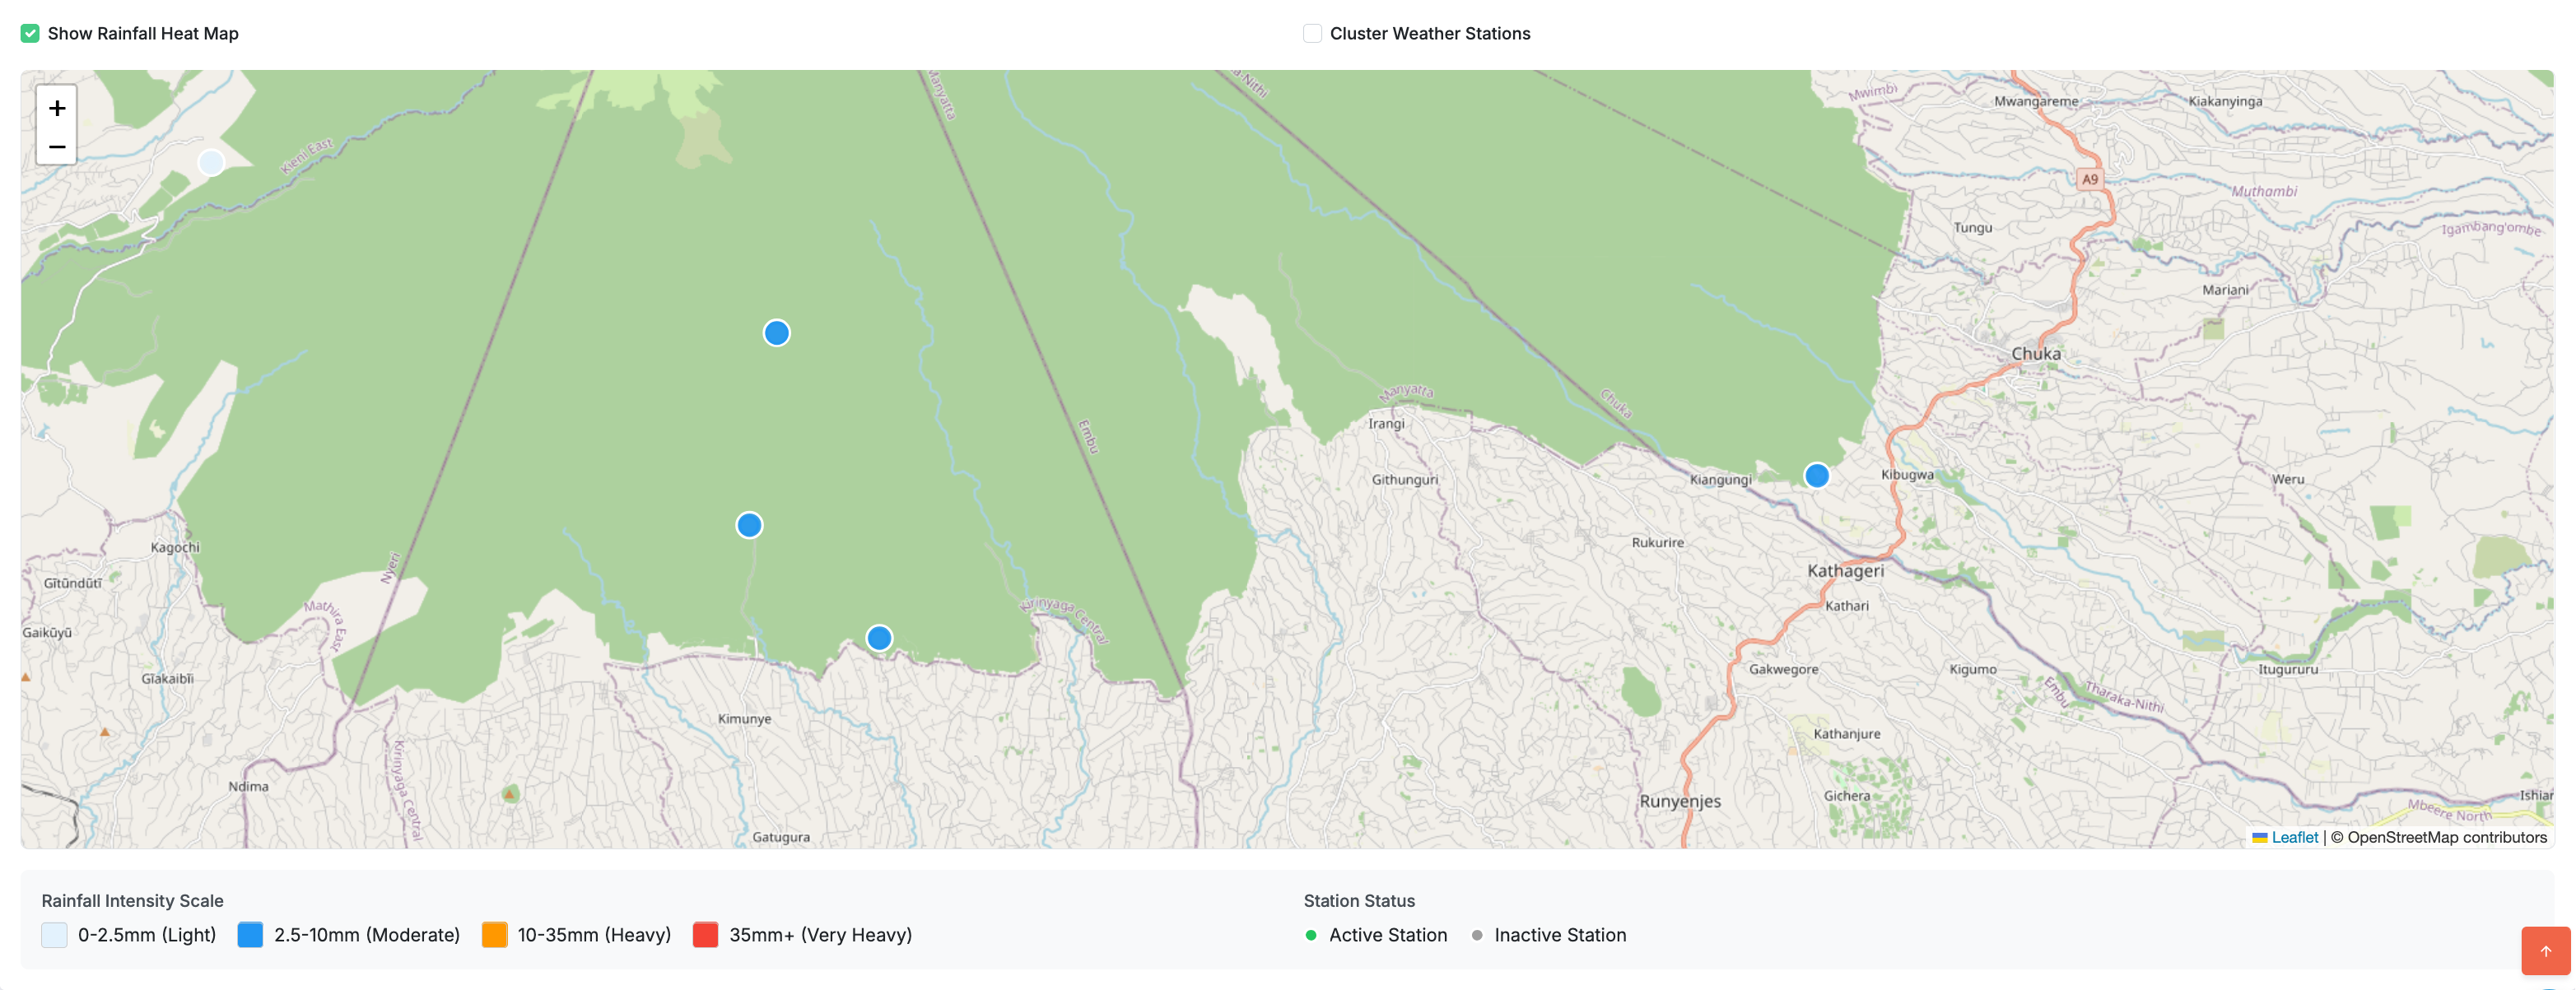 Show Rainfall Heat Map
Cluster Weather Stations
+
−
Manyatta
a-Nithi
Mwimbi
Mwangareme
Kiakanyinga
Kieni East
A9
Muthambi
Tungu
Igambang'ombe
Mariani
Chuka
Manyatta
Chuka
Irangi
Embu
Githunguri
Kiangungi
Kibugwa
Weru
Kagochi
Rukurire
Nyeri
Gĩtũndũtĩ
Kathageri
Mathira East
Kirinyaga Central
Kathari
Gaikũyũ
Gĩakaibĩi
Gakwegore
Kigumo
Itugururu
Embu
Tharaka-Nithi
Kimunye
Kathanjure
Kirinyaga Central
Ndima
Runyenjes
Gichera
Ishiar
Mbeere North
Gatugura
Leaflet | © OpenStreetMap contributors
Rainfall Intensity Scale
Station Status
0-2.5mm (Light)
2.5-10mm (Moderate)
10-35mm (Heavy)
35mm+ (Very Heavy)
Active Station
Inactive Station